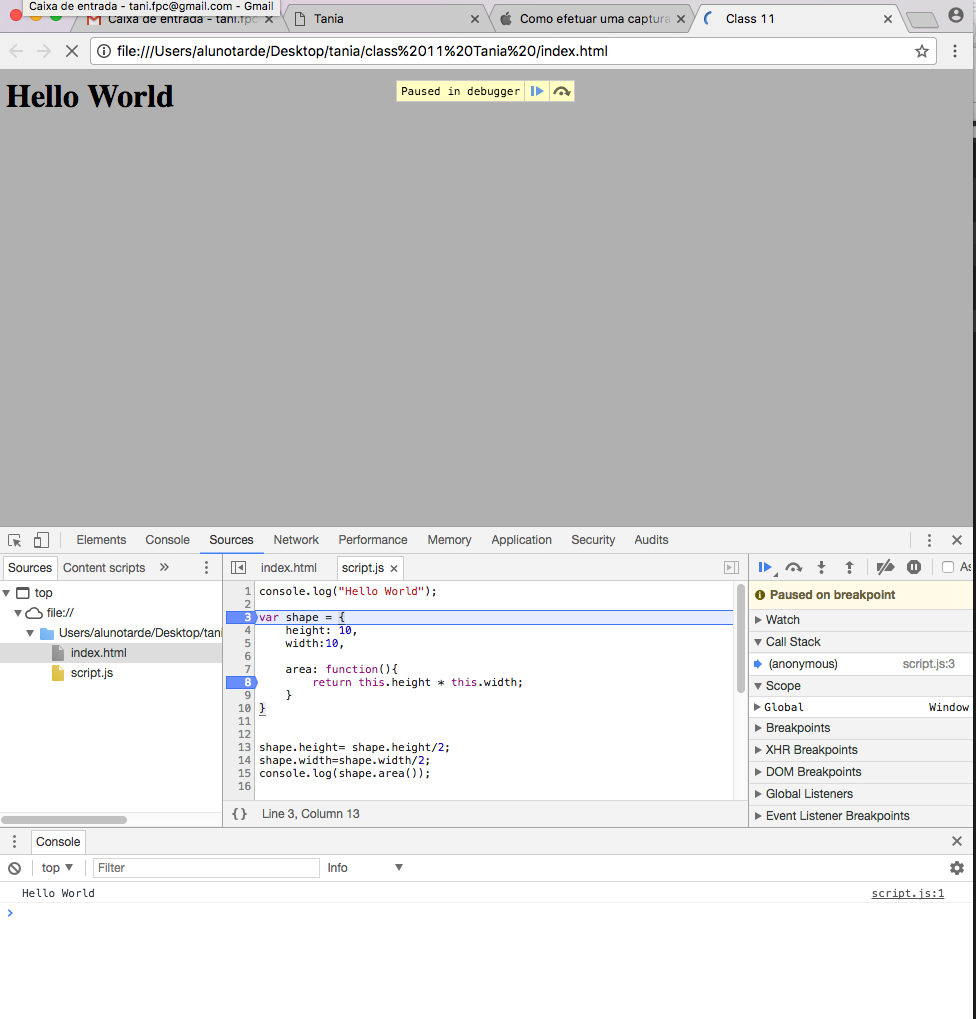 Caixa de entrada - tani.fpc@gmail.com - Gmail
Caixa de entrada - tani.fpc
Tania
Como efetuar uma captura
Class 11
file:///Users/alunotarde/Desktop/tania/class%2011%20Tania%20/index.html
Hello World
Paused in debugger
Elements Console Sources Network Performance Memory Application Security Audits
Sources Content scripts »
top
file://
Users/alunotarde/Desktop/tani
index.html
script.js
index.html script.js
1 console.log("Hello World");
2
3 var shape = {
4 height: 10,
5 width:10,
6
7 area: function(){
8 return this.height * this.width;
9 }
10 }
11
12
13 shape.height= shape.height/2;
14 shape.width=shape.width/2;
15 console.log(shape.area());
16
{} Line 3, Column 13
As
Paused on breakpoint
Watch
Call Stack
(anonymous) script.js:3
Scope
Global Window
Breakpoints
XHR Breakpoints
DOM Breakpoints
Global Listeners
Event Listener Breakpoints
Console
top Filter Info
Hello World script.js:1
>